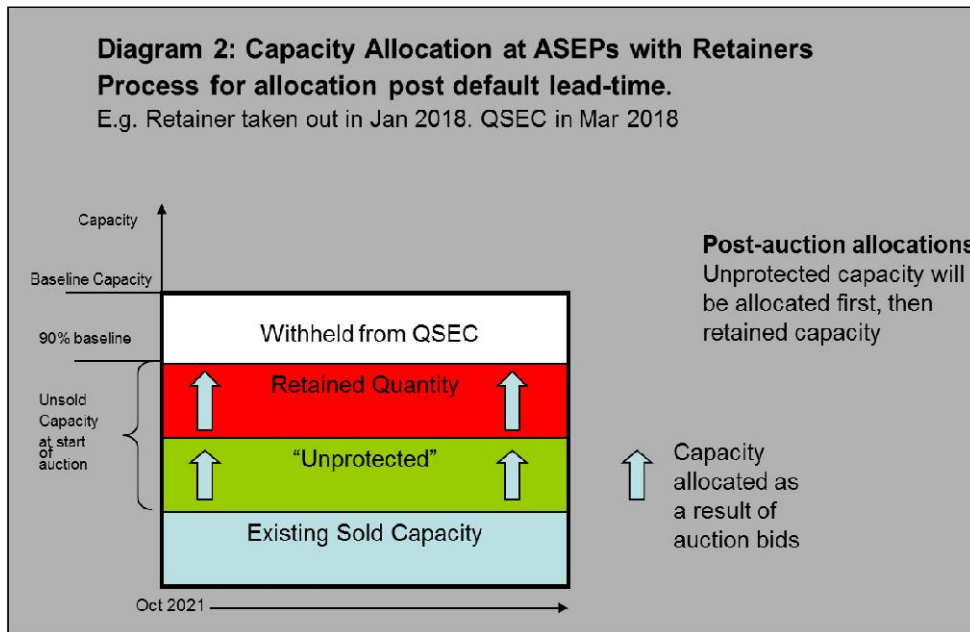 Diagram 2: Capacity Allocation at ASEPs with Retainers
Process for allocation post default lead-time.
E.g. Retainer taken out in Jan 2018. QSEC in Mar 2018
Capacity
Baseline Capacity
90% baseline
Unsold
Capacity
at start
of
auction
Withheld from QSEC
Retained Quantity
“Unprotected”
Existing Sold Capacity
Oct 2021
Post-auction allocations
Unprotected capacity will
be allocated first, then
retained capacity
Capacity
allocated as
a result of
auction bids